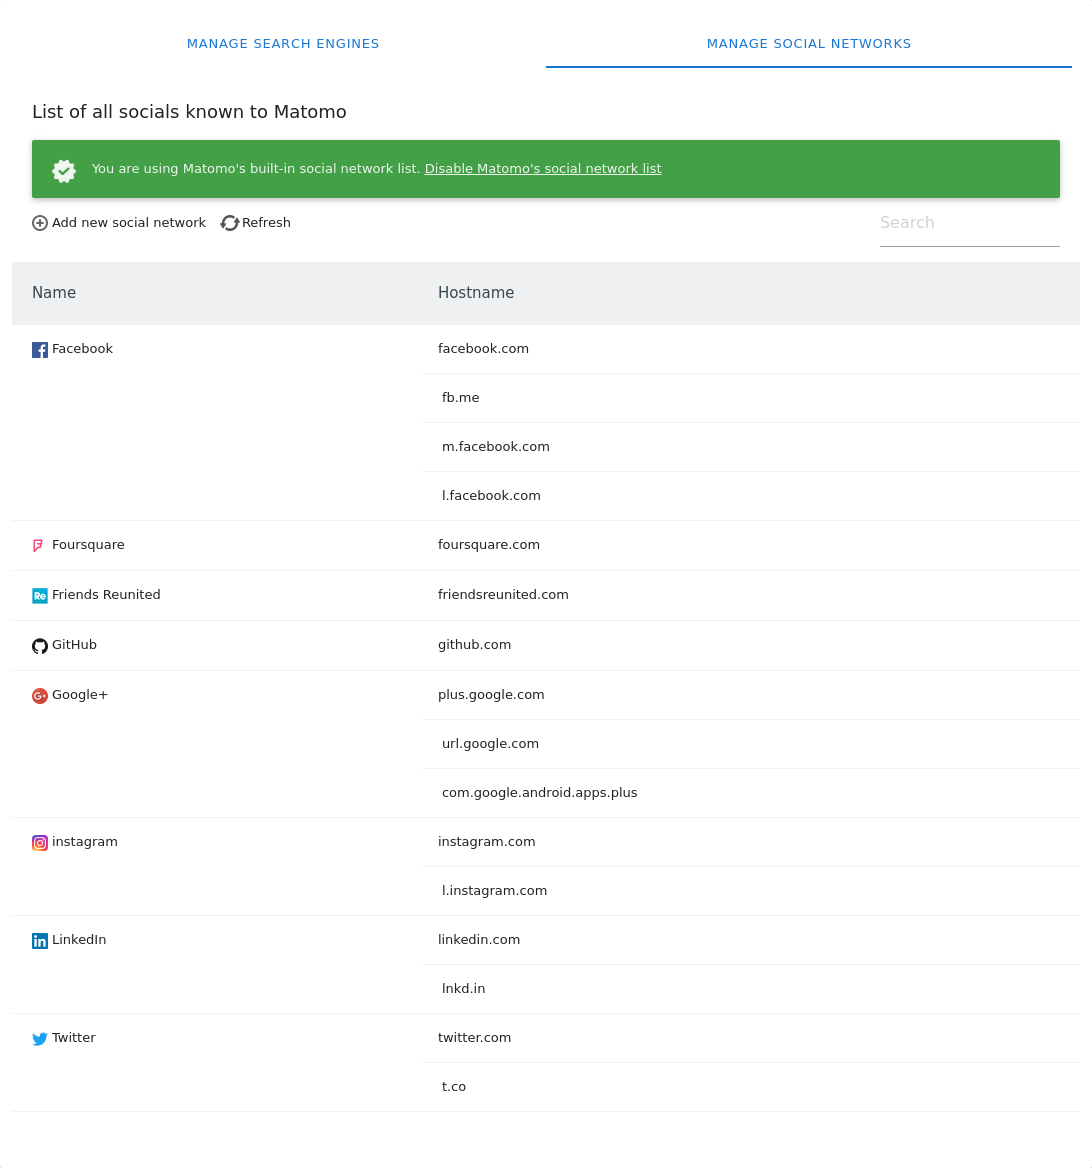 MANAGE SEARCH ENGINES MANAGE SOCIAL NETWORKS
List of all socials known to Matomo
You are using Matomo's built-in social network list. Disable Matomo's social network list
Add new social network Refresh Search
Name Hostname
Facebook facebook.com
fb.me
m.facebook.com
l.facebook.com
Foursquare foursquare.com
Re Friends Reunited friendsreunited.com
GitHub github.com
G+ Google+ plus.google.com
url.google.com
com.google.android.apps.plus
instagram instagram.com
l.instagram.com
in LinkedIn linkedin.com
lnkd.in
Twitter twitter.com
t.co